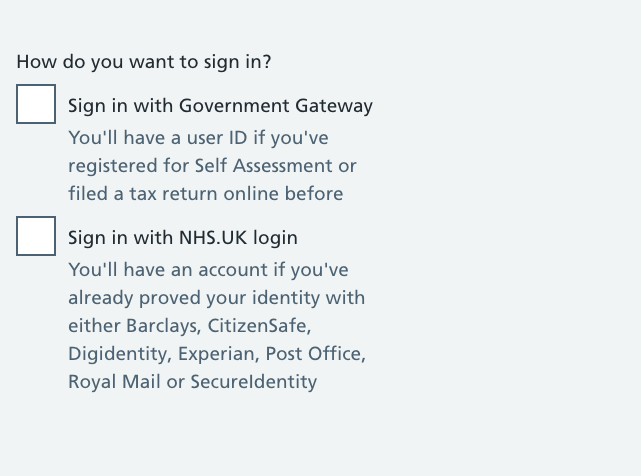 How do you want to sign in?
Sign in with Government Gateway
You'll have a user ID if you've
registered for Self Assessment or
filed a tax return online before
Sign in with NHS.UK login
You'll have an account if you've
already proved your identity with
either Barclays, CitizenSafe,
Digidentity, Experian, Post Office,
Royal Mail or SecureIdentity